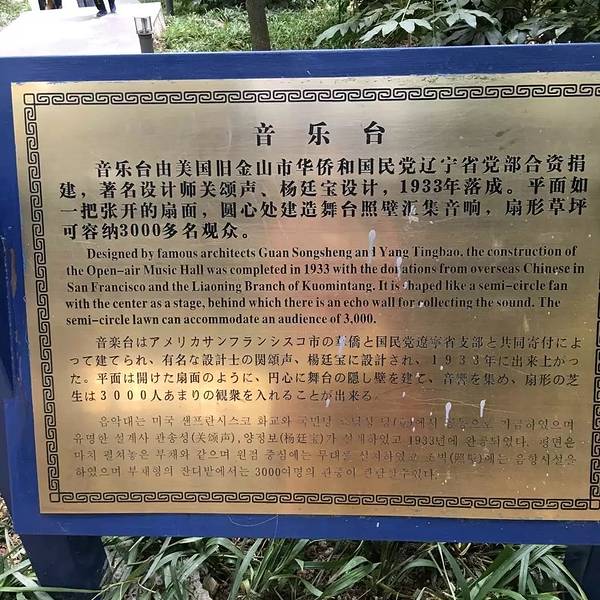 音乐台
音乐台由美国旧金山市华侨和国民党辽宁省党部合资捐
建，著名设计师关颂声、杨廷宝设计，1933年落成。平面如
一把张开的扇面，圆心处建造舞台照壁汇集音响，扇形草坪
可容纳3000多名观众。
Designed by famous architects Guan Songsheng and Yang Tingbao, the construction of
the Open-air Music Hall was completed in 1933 with the donations from overseas Chinese in
San Francisco and the Liaoning Branch of Kuomintang. It is shaped like a semi-circle fan
with the center as a stage, behind which there is an echo wall for collecting the sound. The
semi-circle lawn can accommodate an audience of 3,000.
音楽台はアメリカサンフランシスコ市の華僑と国民党遼寧省支部と共同寄付によ
って建てられ、有名な設計士の関頌声、楊廷宝に設計され、１９３３年に出来上がっ
た。平面は開けた扇面のように、円心に舞台の隠し壁を建て、音響を集め、扇形の芝
生は３０００人あまりの観衆を入れることが出来る。
음악대는 미국 샌프란시스코 화교와 국민당 기금하였으며
유명한 설계사 관송성(关颂声), 양정보(杨廷宝)가 설계하였고 1933년에 완공되었다. 평면은
마치 펼쳐놓은 부채와 같으며 원점 중심에는 무대를 설치하였고 조벽(照壁)에는 음향시설을
하였으며 부채형의 잔디밭에서는 3000여명의 관중이 관람할수있다.